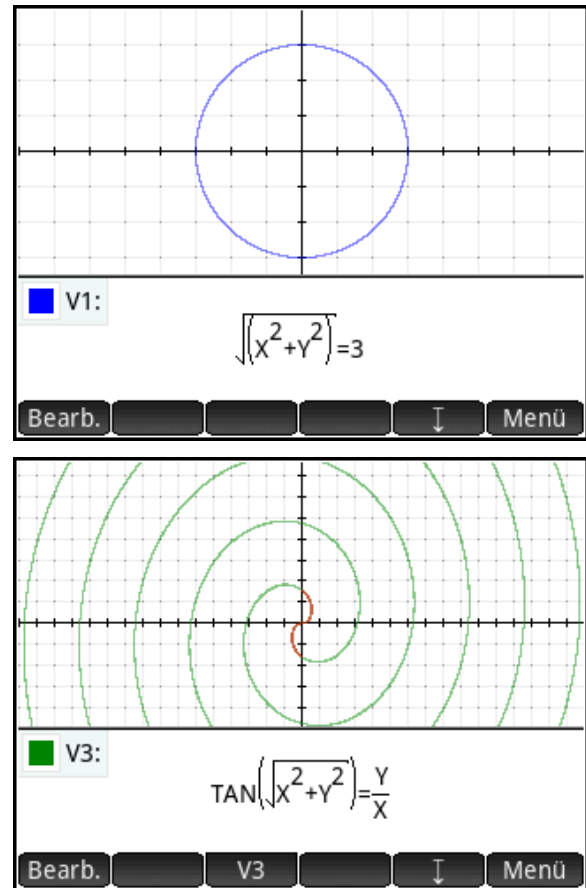 V1:
√(X²+Y²)=3
Bearb. ↧ Menü
V3:
TAN(√X²+Y²)=Y/X
Bearb. V3 ↧ Menü